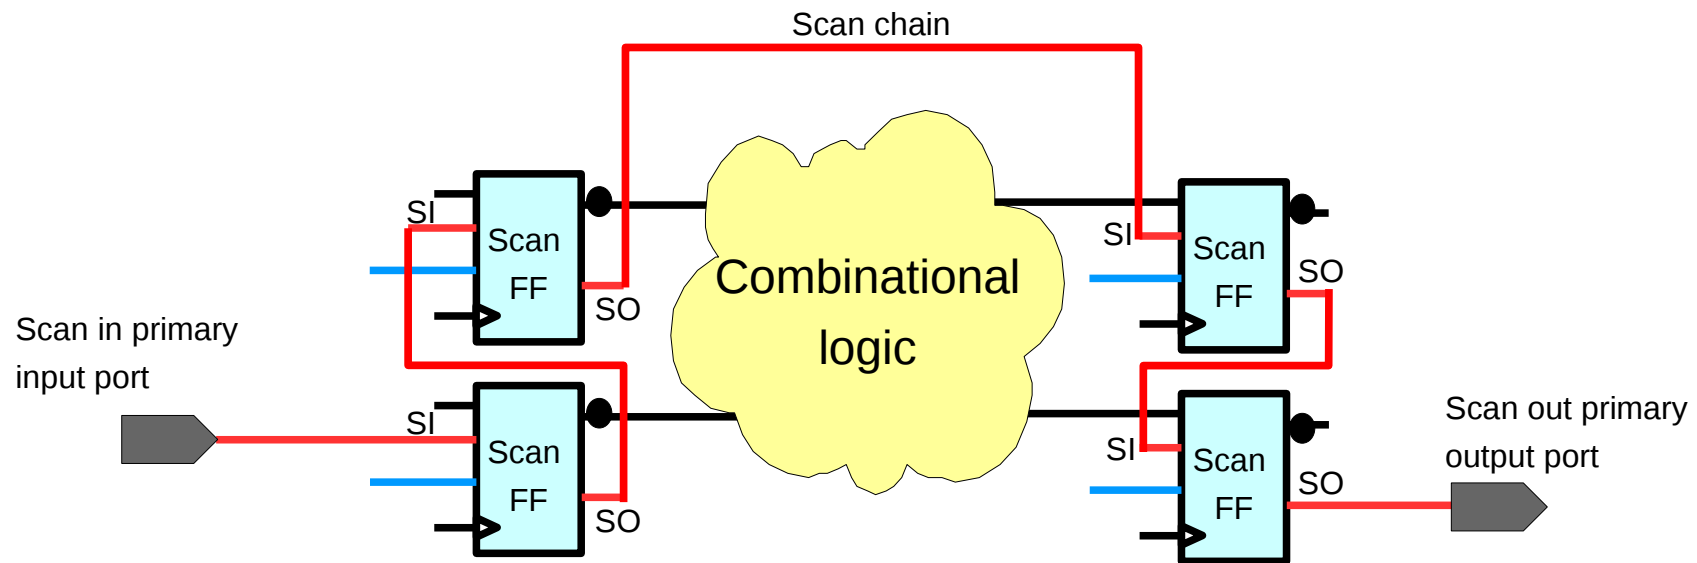 Scan chain
SI
Scan
FF
SO
SI
Scan
FF
SO
Combinational
logic
Scan in primary
input port
SI
Scan
FF
SO
SI
Scan
FF
SO
Scan out primary
output port